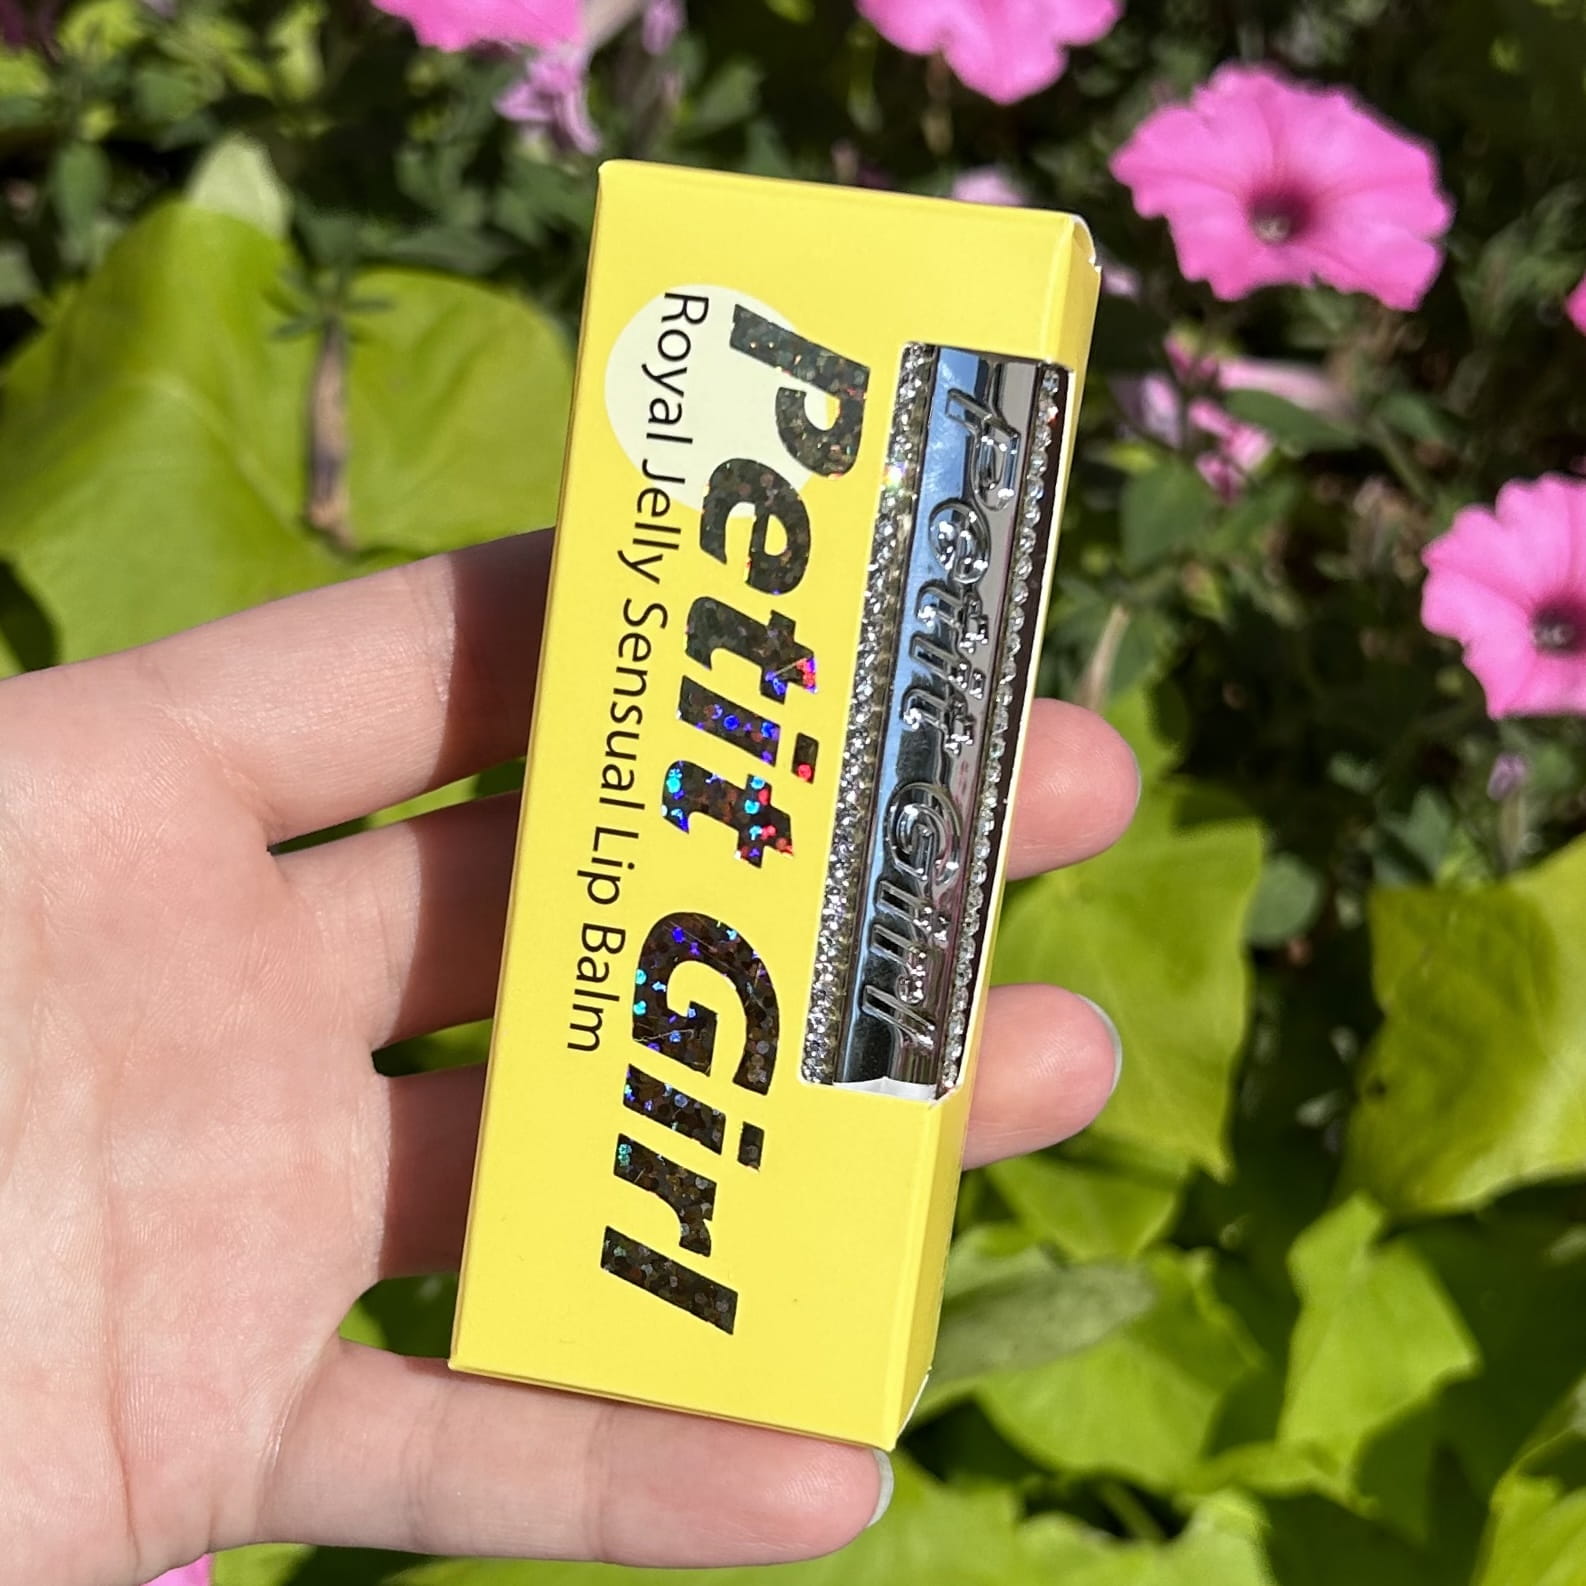 Petit Girl
Petit Girl
Royal Jelly Sensual Lip Balm